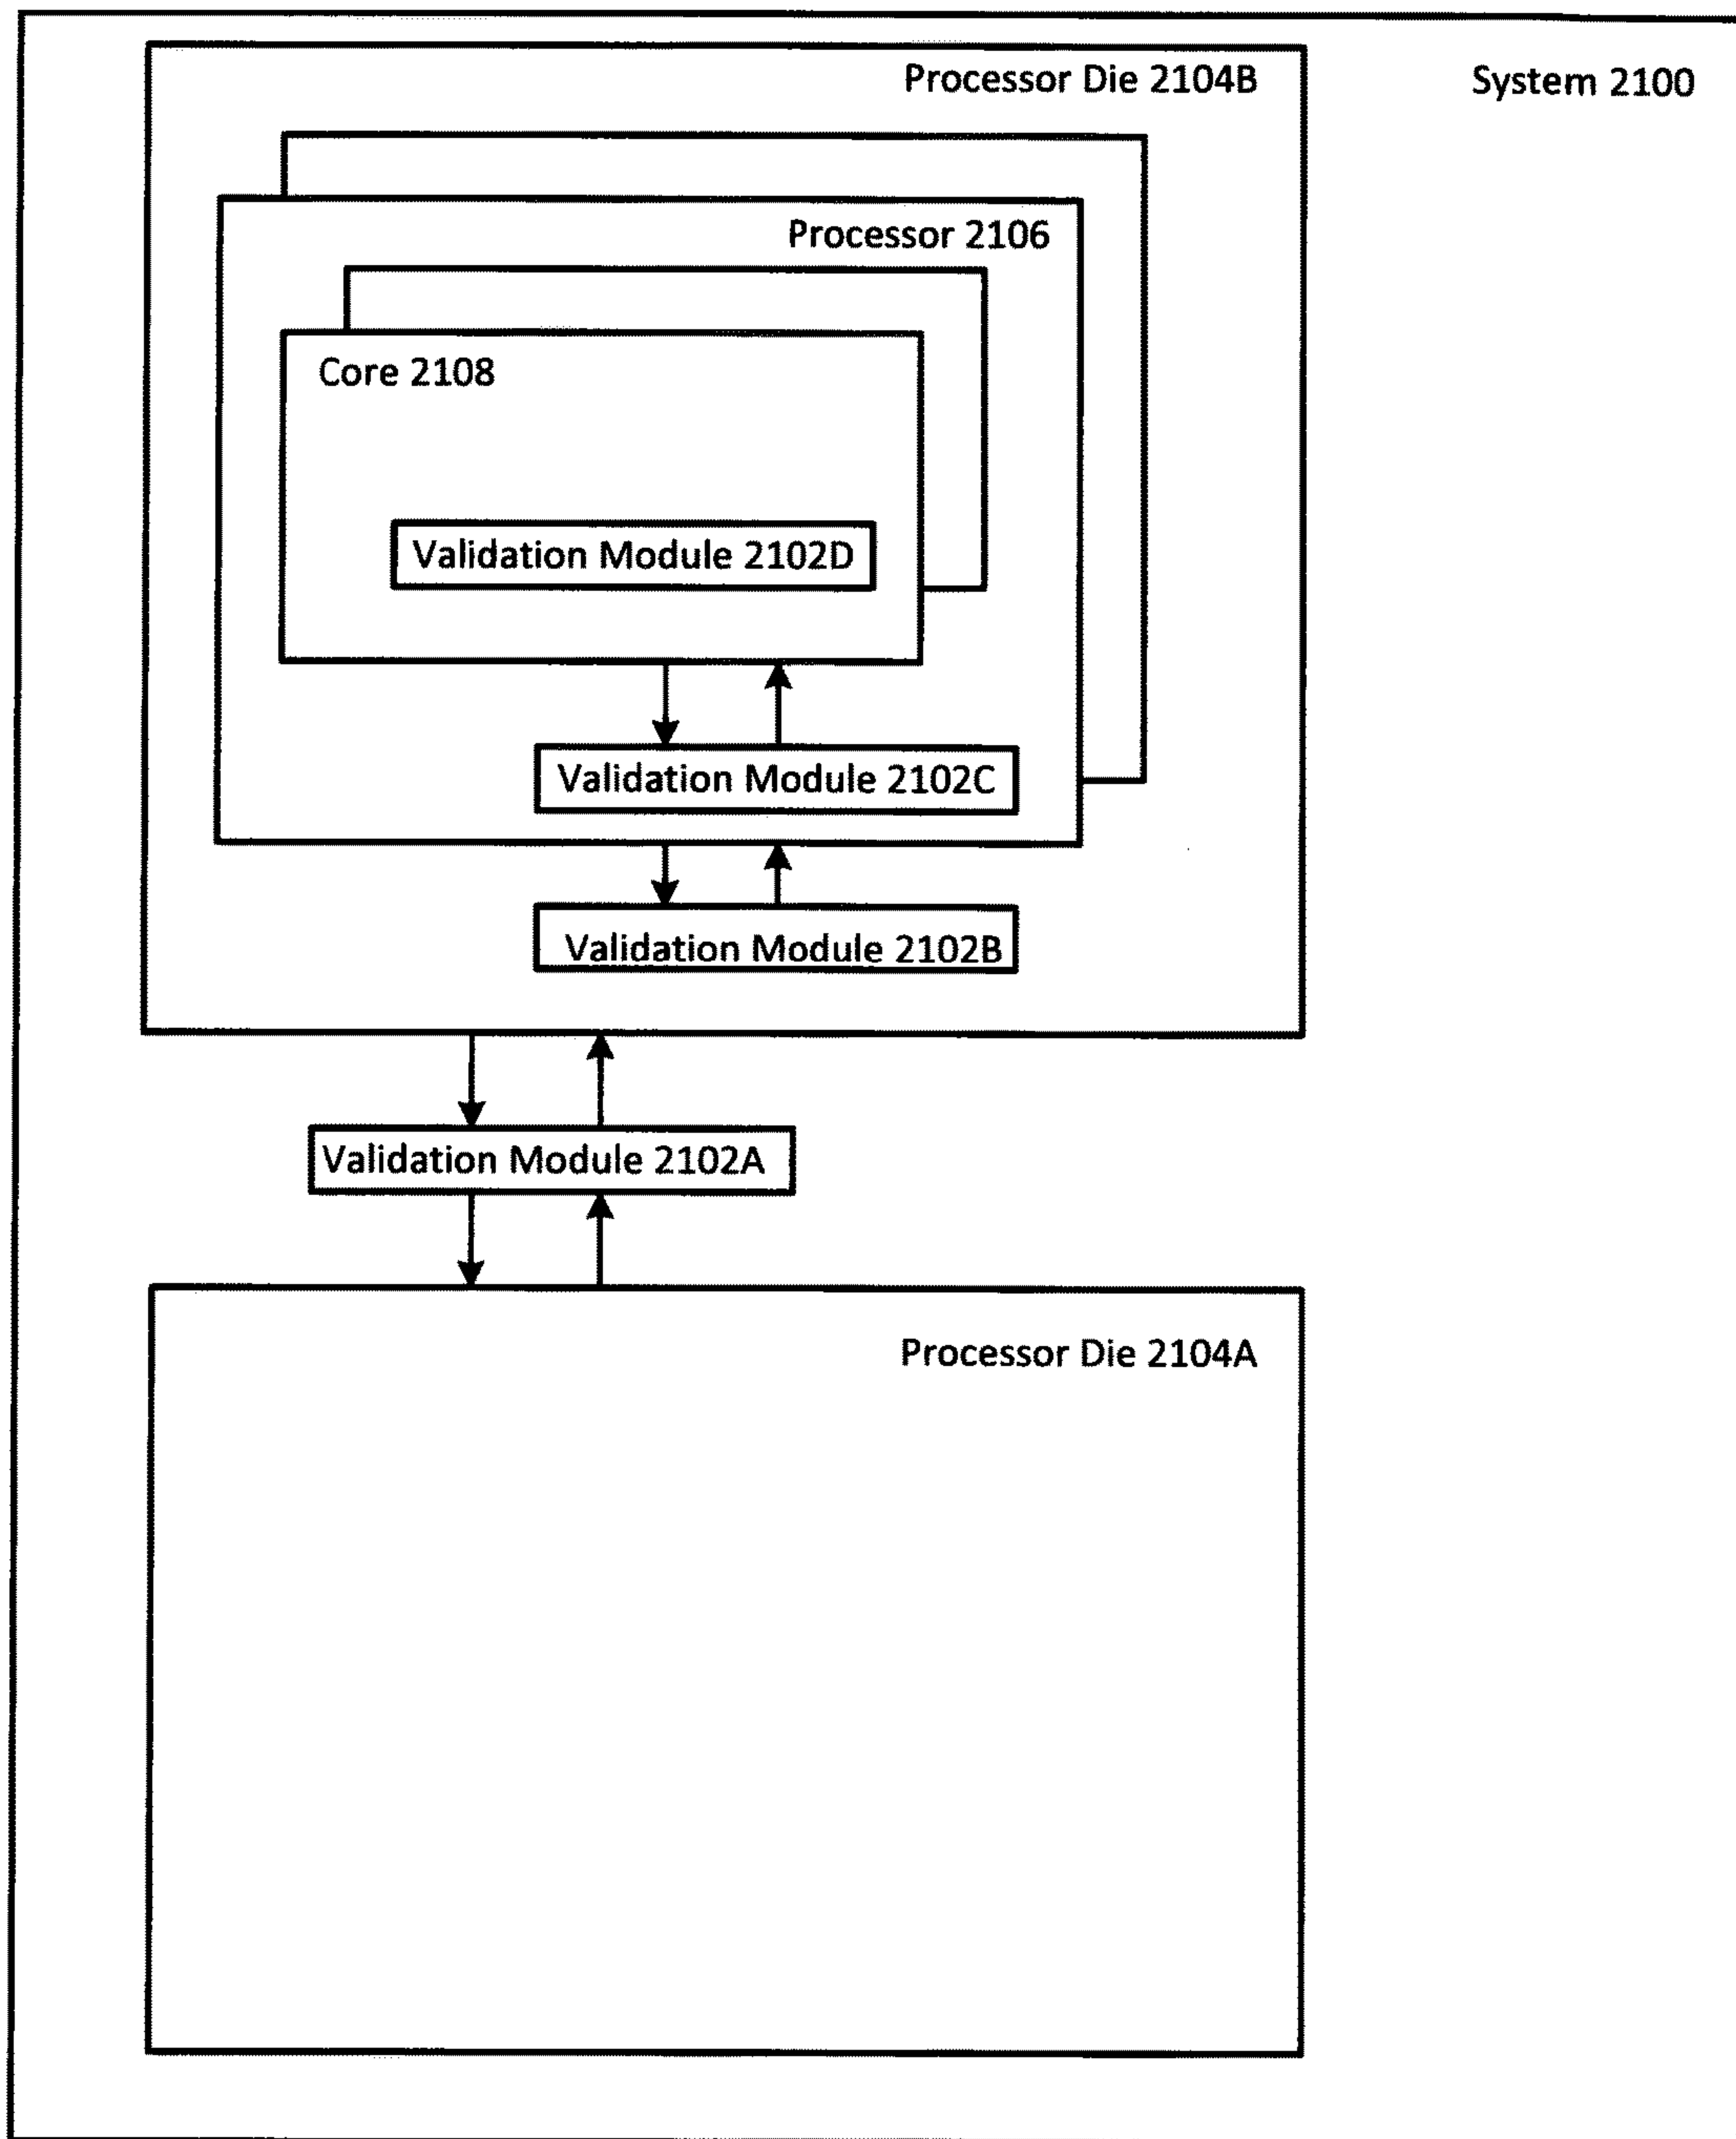 Processor Die 2104B
System 2100
Processor 2106
Core 2108
Validation Module 2102D
Validation Module 2102C
Validation Module 2102B
Validation Module 2102A
Processor Die 2104A